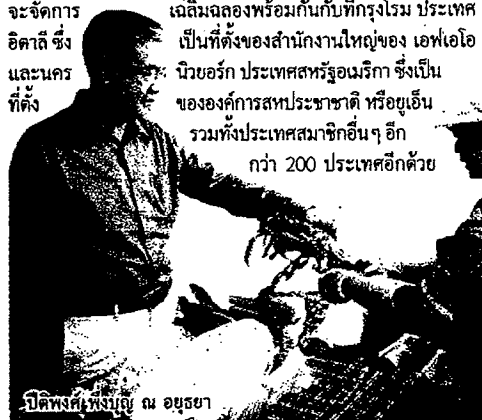 จะจัดการ เฉลิมฉลองพร้อมกันกับที่กรุงโรม ประเทศ
อิตาลี ซึ่ง เป็นที่ตั้งของสำนักงานใหญ่ของ เอฟเอโอ
และนคร นิวยอร์ก ประเทศสหรัฐอเมริกา ซึ่งเป็น
ที่ตั้ง ขององค์การสหประชาชาติ หรือยูเอ็น
รวมทั้งประเทศสมาชิกอื่นๆ อีก
กว่า 200 ประเทศอีกด้วย
ปีติพงศ์ พึ่งบุญ ณ อยุธยา